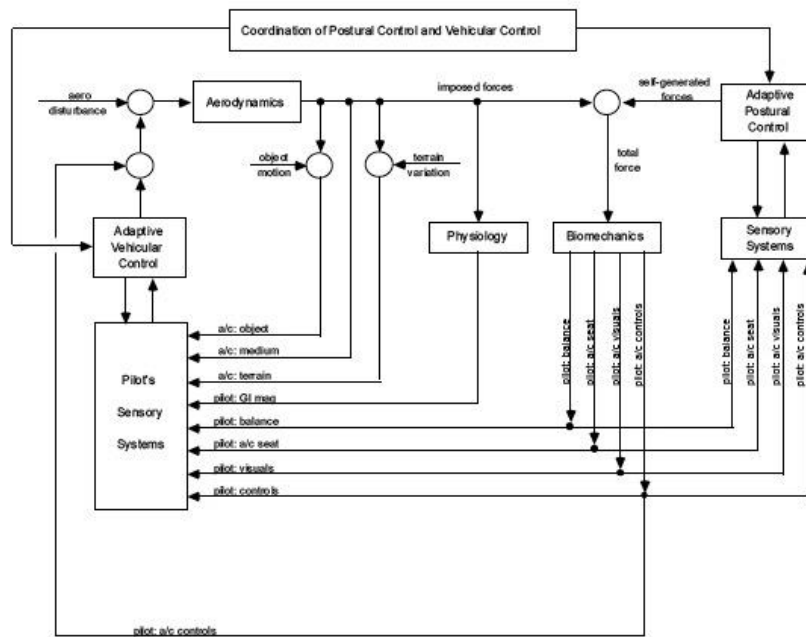 Coordination of Postural Control and Vehicular Control
aero
disturbance
Aerodynamics
imposed forces
self-generated
forces
Adaptive
Postural
Control
object
motion
terrain
variation
total
force
Adaptive
Vehicular
Control
Physiology
Biomechanics
Sensory
Systems
Pilot's
Sensory
Systems
a/c: object
a/c: medium
a/c: terrain
pilot: GI mag
pilot: balance
pilot: a/c seat
pilot: visuals
pilot: controls
pilot: balance
pilot: a/c seat
pilot: a/c visuals
pilot: a/c controls
pilot: balance
pilot: a/c seat
pilot: a/c visuals
pilot: a/c controls
pilot: a/c controls